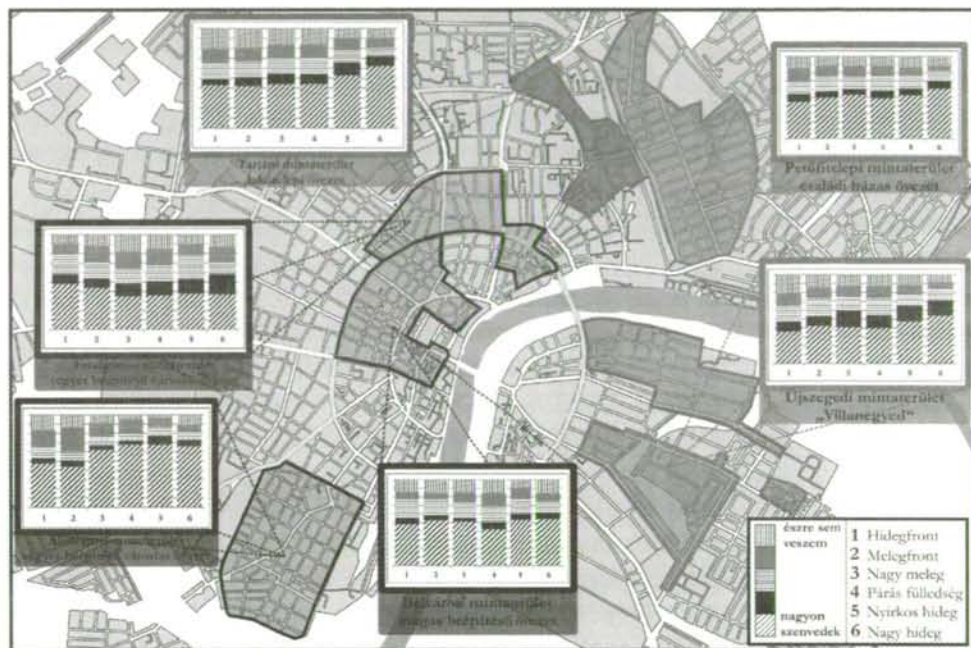 1 2 3 4 5 6
Tarjáni mintaterület
1 2 3 4 5 6
Petőfitelepi mintaterület
családi házas övezet
1 2 3 4 5 6
1 2 3 4 5 6
Újszegedi mintaterület
„Villanegyed”
1 2 3 4 5 6
1 2 3 4 5 6
Belvárosi mintaterület
magas beépítésű övezet
észre sem
veszem
nagyon
szenvedek
1 Hidegfront
2 Melegfront
3 Nagy meleg
4 Párás fülledség
5 Nyirkos hideg
6 Nagy hideg